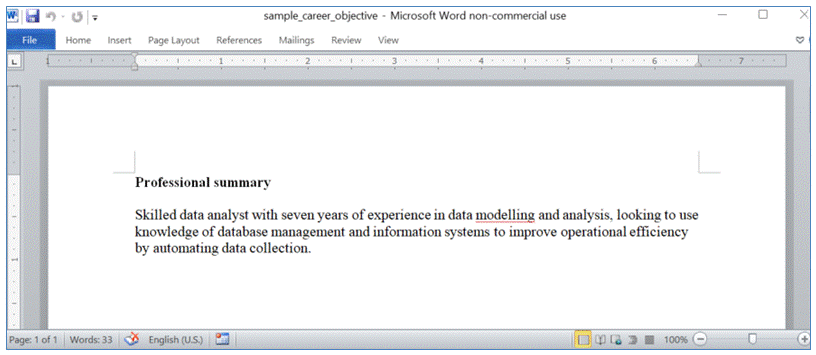 sample_career_objective - Microsoft Word non-commercial use
File Home Insert Page Layout References Mailings Review View
1 1 2 3 4 5 6 7
Professional summary
Skilled data analyst with seven years of experience in data modelling and analysis, looking to use
knowledge of database management and information systems to improve operational efficiency
by automating data collection.
Page: 1 of 1 Words: 33 English (U.S.) 100%